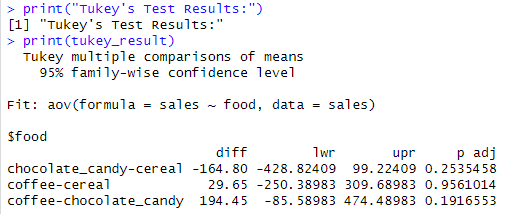 > print("Tukey's Test Results:")
[1] "Tukey's Test Results:"
> print(tukey_result)
  Tukey multiple comparisons of means
    95% family-wise confidence level

Fit: aov(formula = sales ~ food, data = sales)

$food
                         diff        lwr       upr     p adj
chocolate_candy-cereal -164.80 -428.82409  99.22409 0.2535458
coffee-cereal            29.65 -250.38983 309.68983 0.9561014
coffee-chocolate_candy  194.45  -85.58983 474.48983 0.1916553